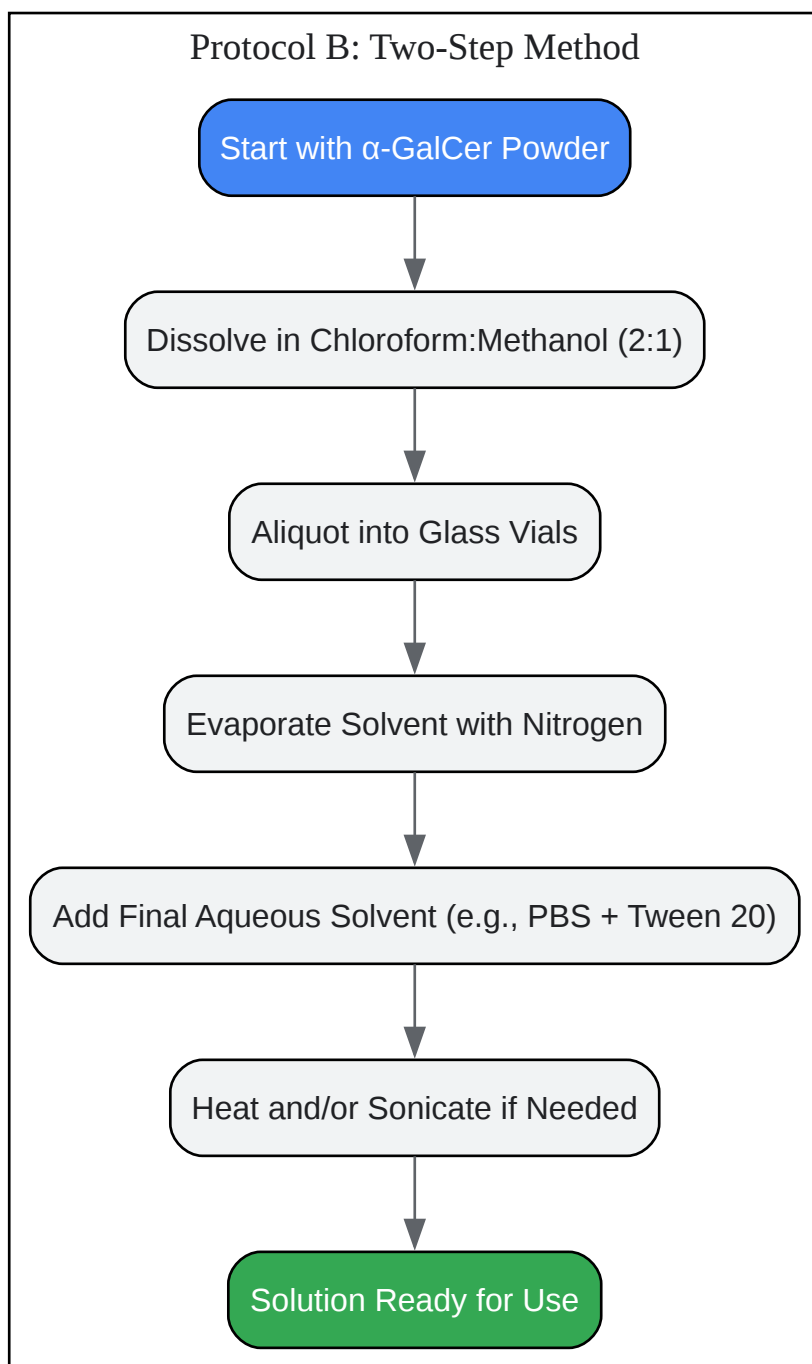 Protocol B: Two-Step Method
Start with α-GalCer Powder
Dissolve in Chloroform:Methanol (2:1)
Aliquot into Glass Vials
Evaporate Solvent with Nitrogen
Add Final Aqueous Solvent (e.g., PBS + Tween 20)
Heat and/or Sonicate if Needed
Solution Ready for Use